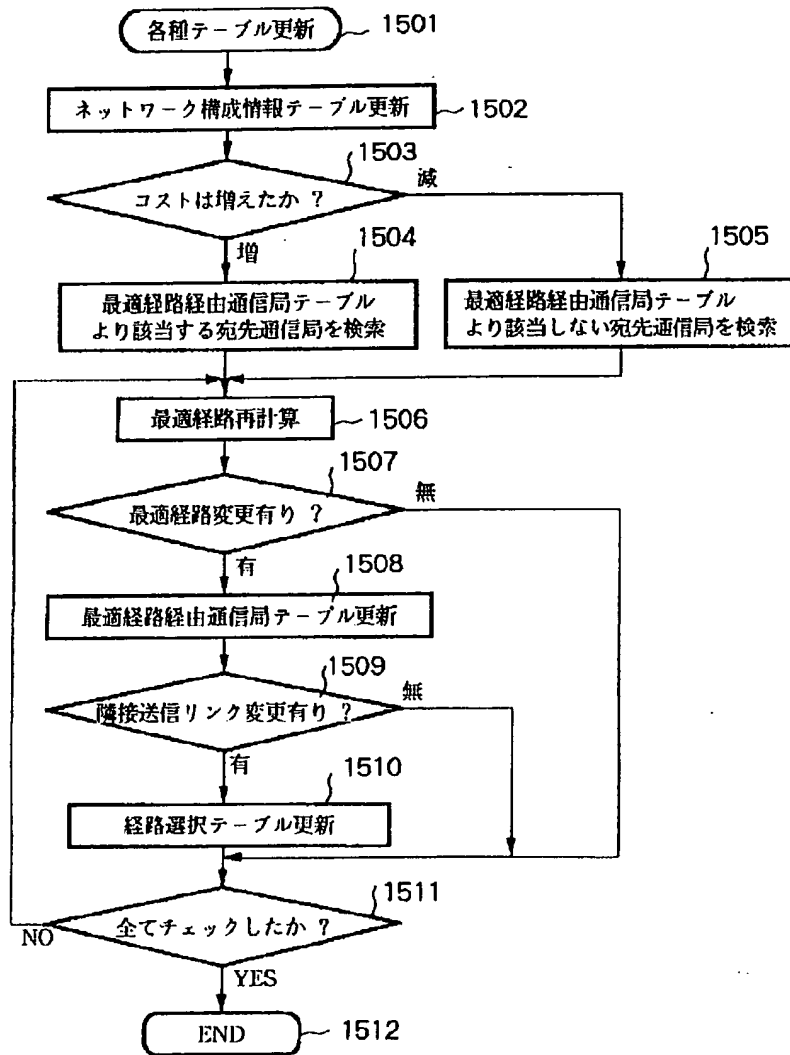 各種テーブル更新
1501
ネットワーク構成情報テーブル更新
1502
1503
コストは増えたか ?
減
増
1504
1505
最適経路経由通信局テーブル
より該当する宛先通信局を検索
最適経路経由通信局テーブル
より該当しない宛先通信局を検索
最適経路再計算
1506
1507
最適経路変更有り ?
無
有
1508
最適経路経由通信局テーブル更新
1509
隣接送信リンク変更有り ?
無
有
1510
経路選択テーブル更新
1511
全てチェックしたか ?
NO
YES
END
1512